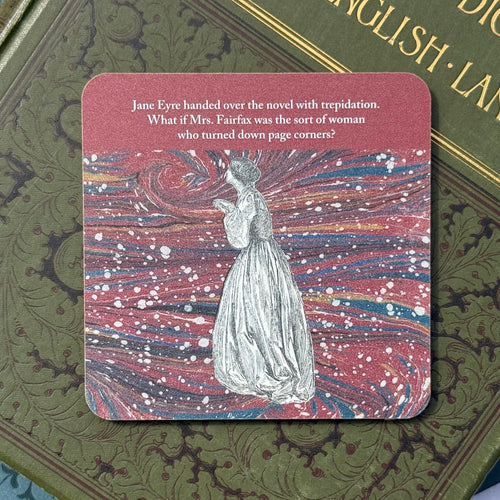 Jane Eyre handed over the novel with trepidation.
What if Mrs. Fairfax was the sort of woman
who turned down page corners?
ENGLISH